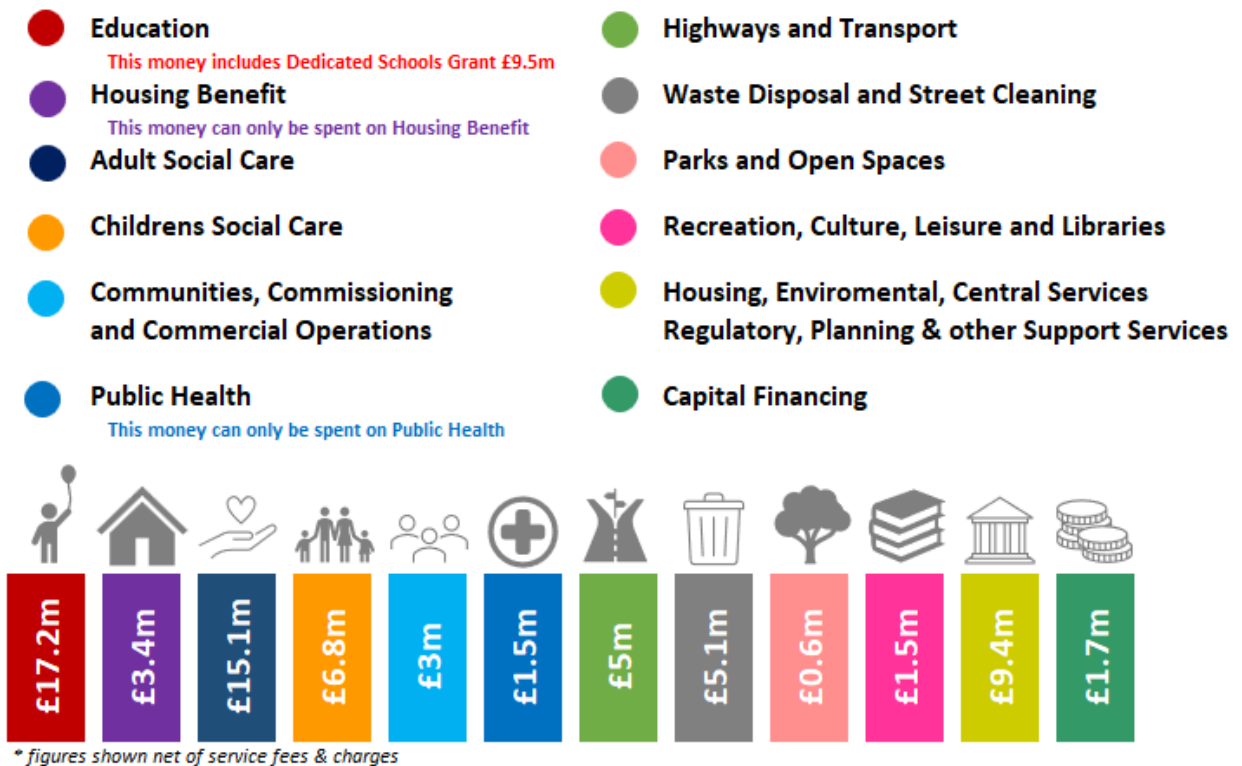 Education
This money includes Dedicated Schools Grant £9.5m
Housing Benefit
This money can only be spent on Housing Benefit
Adult Social Care
Childrens Social Care
Communities, Commissioning
and Commercial Operations
Public Health
This money can only be spent on Public Health
Highways and Transport
Waste Disposal and Street Cleaning
Parks and Open Spaces
Recreation, Culture, Leisure and Libraries
Housing, Enviromental, Central Services
Regulatory, Planning & other Support Services
Capital Financing
£17.2m
£3.4m
£15.1m
£6.8m
£3m
£1.5m
£5m
£5.1m
£0.6m
£1.5m
£9.4m
£1.7m
* figures shown net of service fees & charges